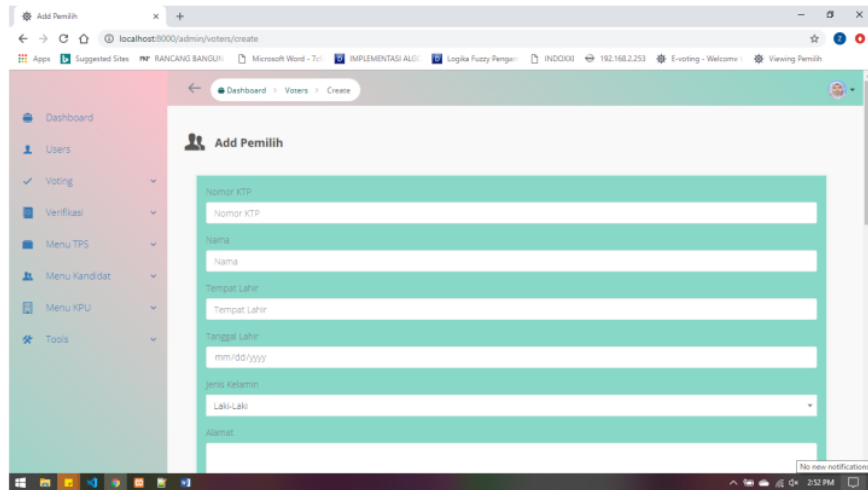 Add Pemilih
localhost:8000/admin/voters/create
Apps Suggested Sites RANCANG BANGUN Microsoft Word - 7c IMPLEMENTASI ALG Logika Fuzzy Pengam INDOXXI 192.168.2.253 E-voting - Welcome Viewing Pemilih
Dashboard > Voters > Create
Dashboard
Users
Voting
Verifikasi
Menu TPS
Menu Kandidat
Menu KPU
Tools
Add Pemilih
Nomor KTP
Nomor KTP
Nama
Nama
Tempat Lahir
Tempat Lahir
Tanggal Lahir
mm/dd/yyyy
Jenis Kelamin
Laki-Laki
Alamat
No new notifications
2:52 PM